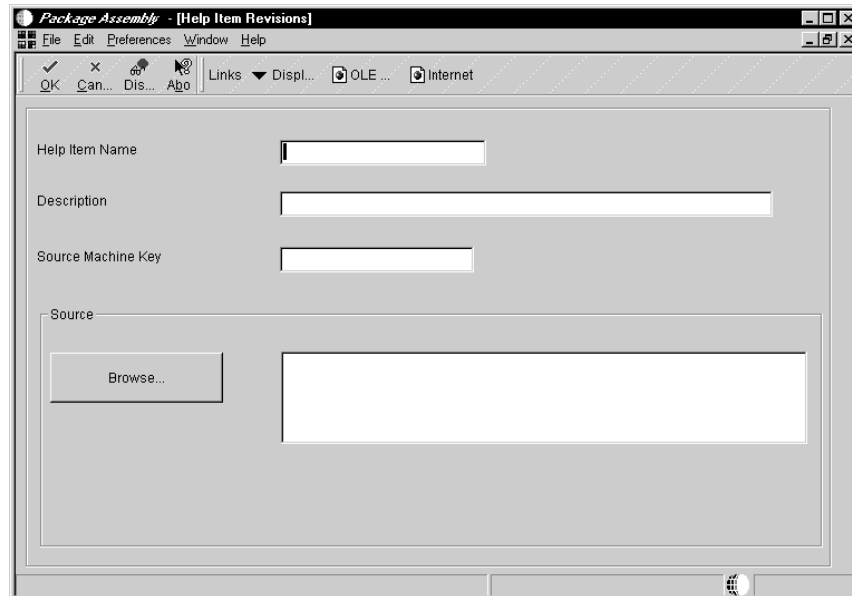 Package Assembly - [Help Item Revisions]
File Edit Preferences Window Help
OK Can... Dis... Abo Links Displ... OLE ... Internet
Help Item Name
Description
Source Machine Key
Source
Browse...